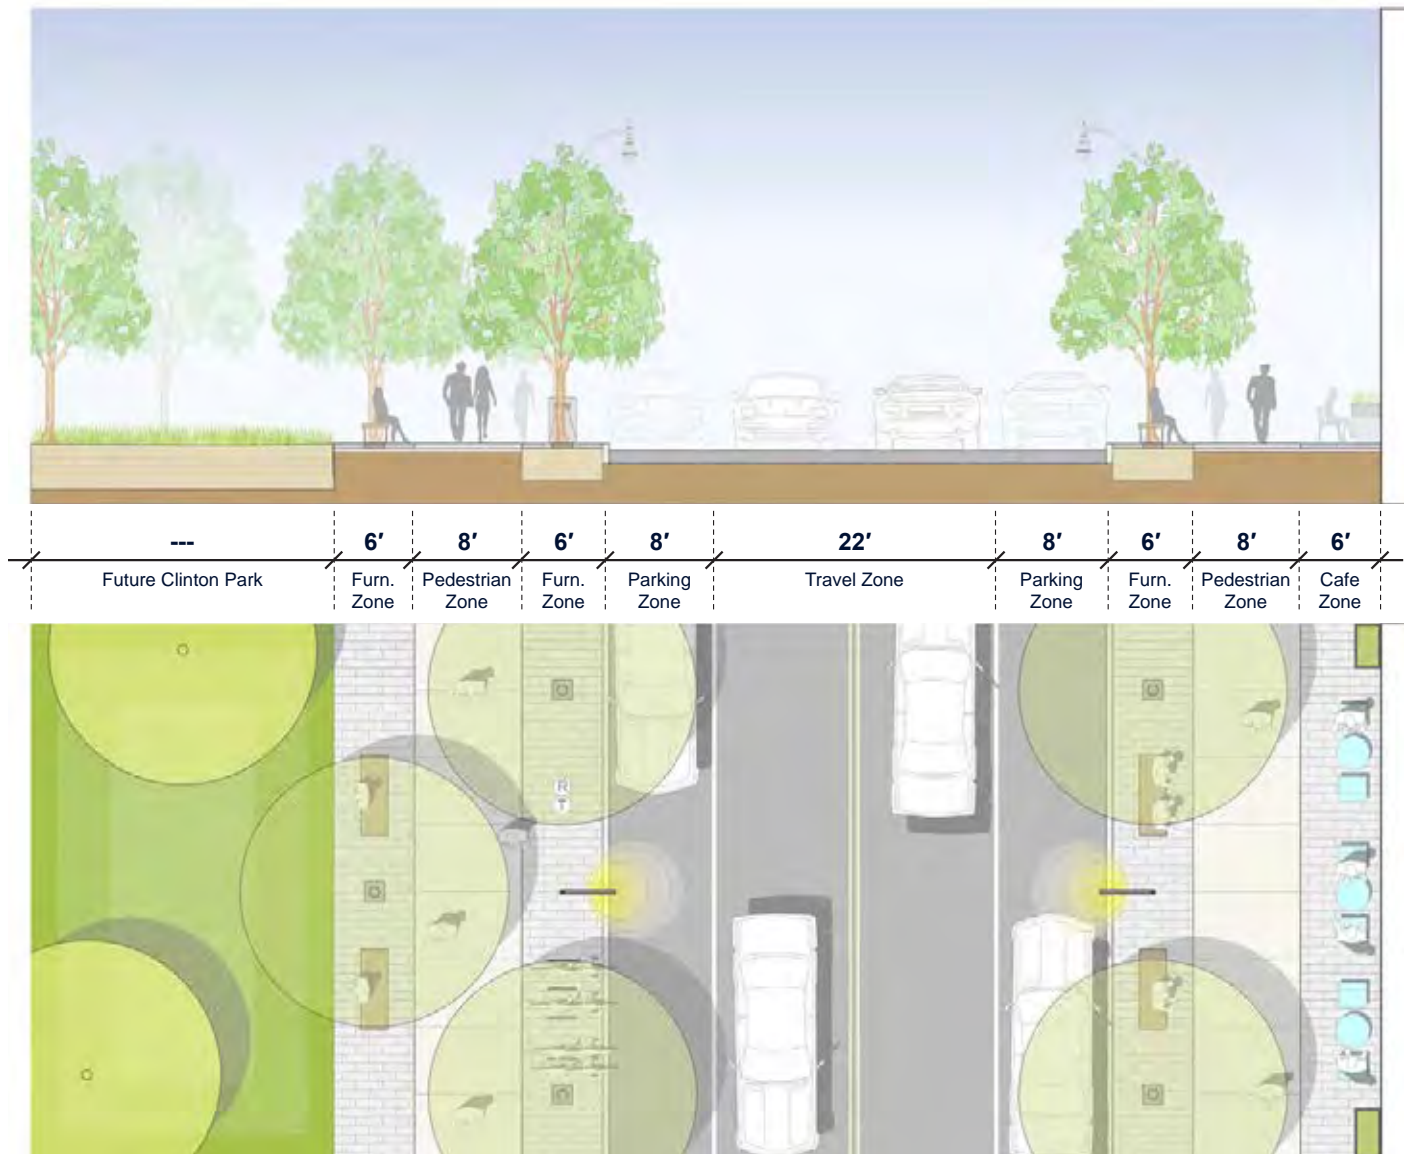 --- 6′ 8′ 6′ 8′ 22′ 8′ 6′ 8′ 6′
Future Clinton Park Furn. Pedestrian Furn. Parking Travel Zone Parking Furn. Pedestrian Cafe
Zone Zone Zone Zone Zone Zone Zone Zone
R
T